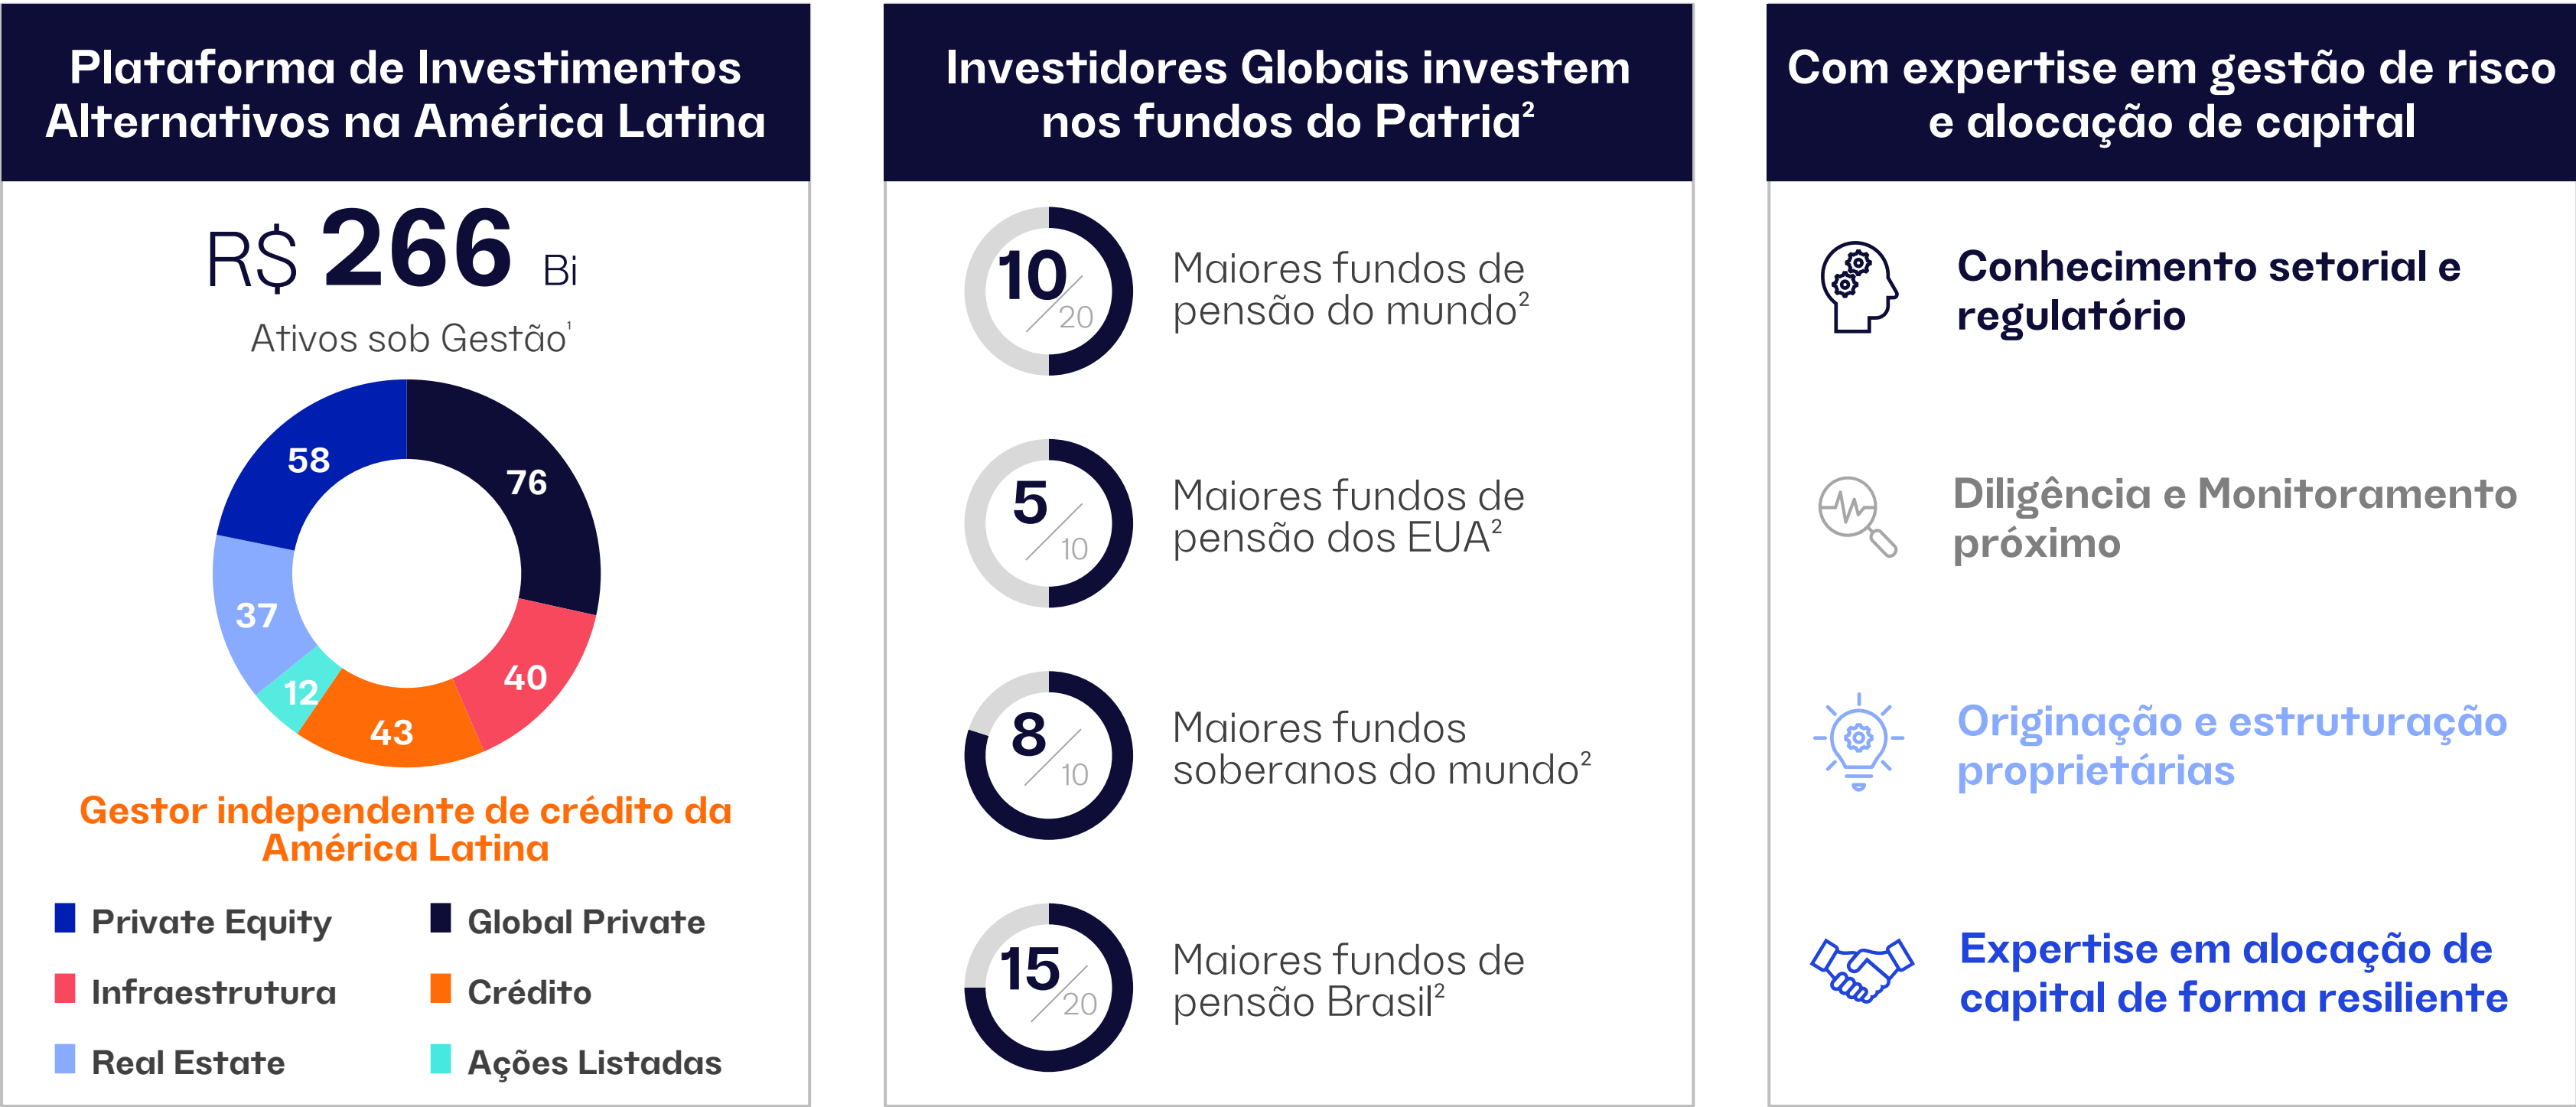 Plataforma de Investimentos
Alternativos na América Latina
R$ 266 Bi
Ativos sob Gestão¹
58
76
37
40
12
43
Gestor independente de crédito da
América Latina
Private Equity
Global Private
Infraestrutura
Crédito
Real Estate
Ações Listadas
Investidores Globais investem
nos fundos do Patria²
10/20
Maiores fundos de
pensão do mundo²
5/10
Maiores fundos de
pensão dos EUA²
8/10
Maiores fundos
soberanos do mundo²
15/20
Maiores fundos de
pensão Brasil²
Com expertise em gestão de risco
e alocação de capital
Conhecimento setorial e
regulatório
Diligência e Monitoramento
próximo
Originação e estruturação
proprietárias
Expertise em alocação de
capital de forma resiliente